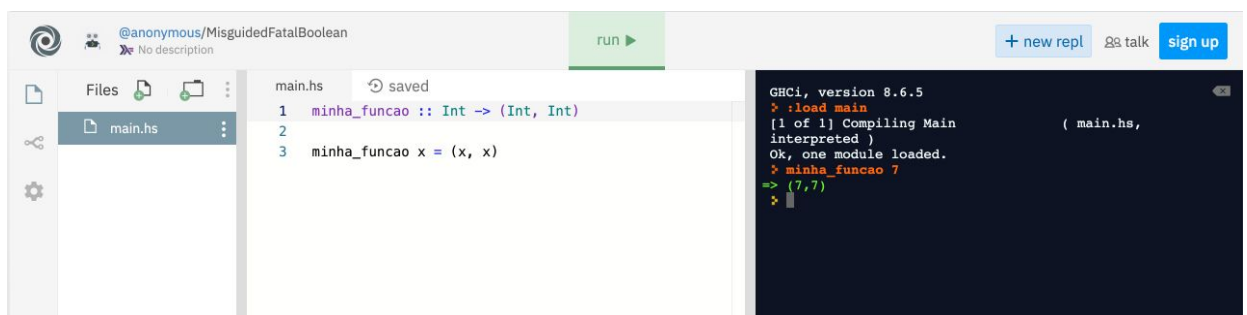 @anonymous/MisguidedFatalBoolean
No description
run
+ new repl
talk
sign up
Files
main.hs
main.hs
saved
1 minha_funcao :: Int -> (Int, Int)
2
3 minha_funcao x = (x, x)
GHCi, version 8.6.5
:load main
[1 of 1] Compiling Main ( main.hs,
interpreted )
Ok, one module loaded.
minha_funcao 7
=> (7,7)